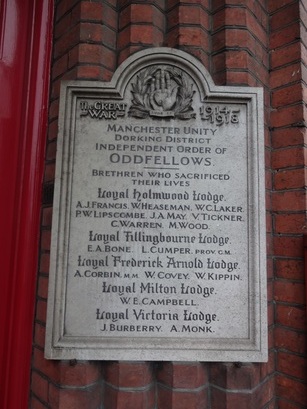 The Great War
1914-1918
Manchester Unity
Dorking District
Independent Order of
Oddfellows.
Brethren who sacrificed
their lives
Loyal Holmwood Lodge.
A.J. Francis. W. Heaseman. W.C. Laker.
P.W. Lipscombe. J.A. May. V. Tickner.
C. Warren. M. Wood.
Loyal Tillingbourne Lodge.
E.A. Bone. L. Cumper. Prov. C.M.
Loyal Frederick Arnold Lodge.
A. Corbin. M.M. W. Covey. W. Kippin.
Loyal Milton Lodge.
W.E. Campbell.
Loyal Victoria Lodge.
J. Burberry. A. Monk.